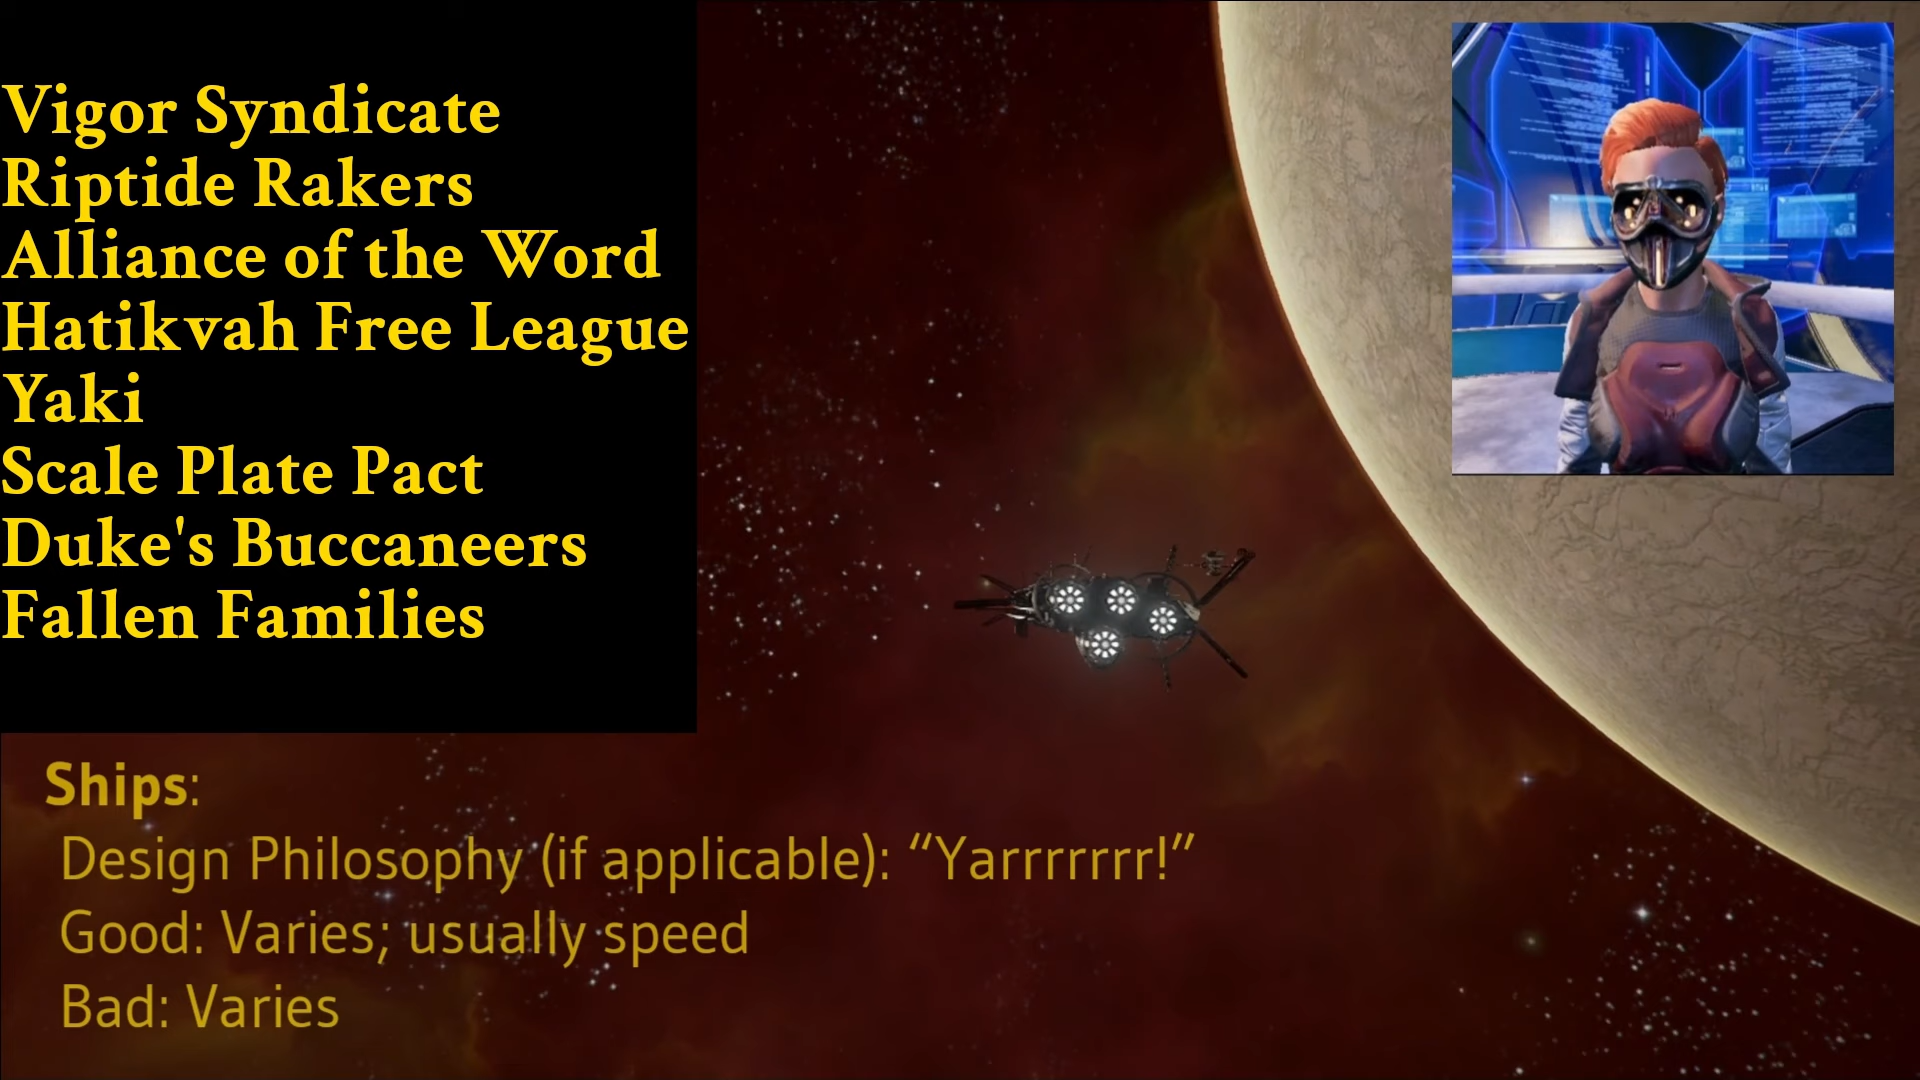 Vigor Syndicate
Riptide Rakers
Alliance of the Word
Hatikvah Free League
Yaki
Scale Plate Pact
Duke's Buccaneers
Fallen Families
Ships:
Design Philosophy (if applicable): “Yarrrrrrr!”
Good: Varies; usually speed
Bad: Varies